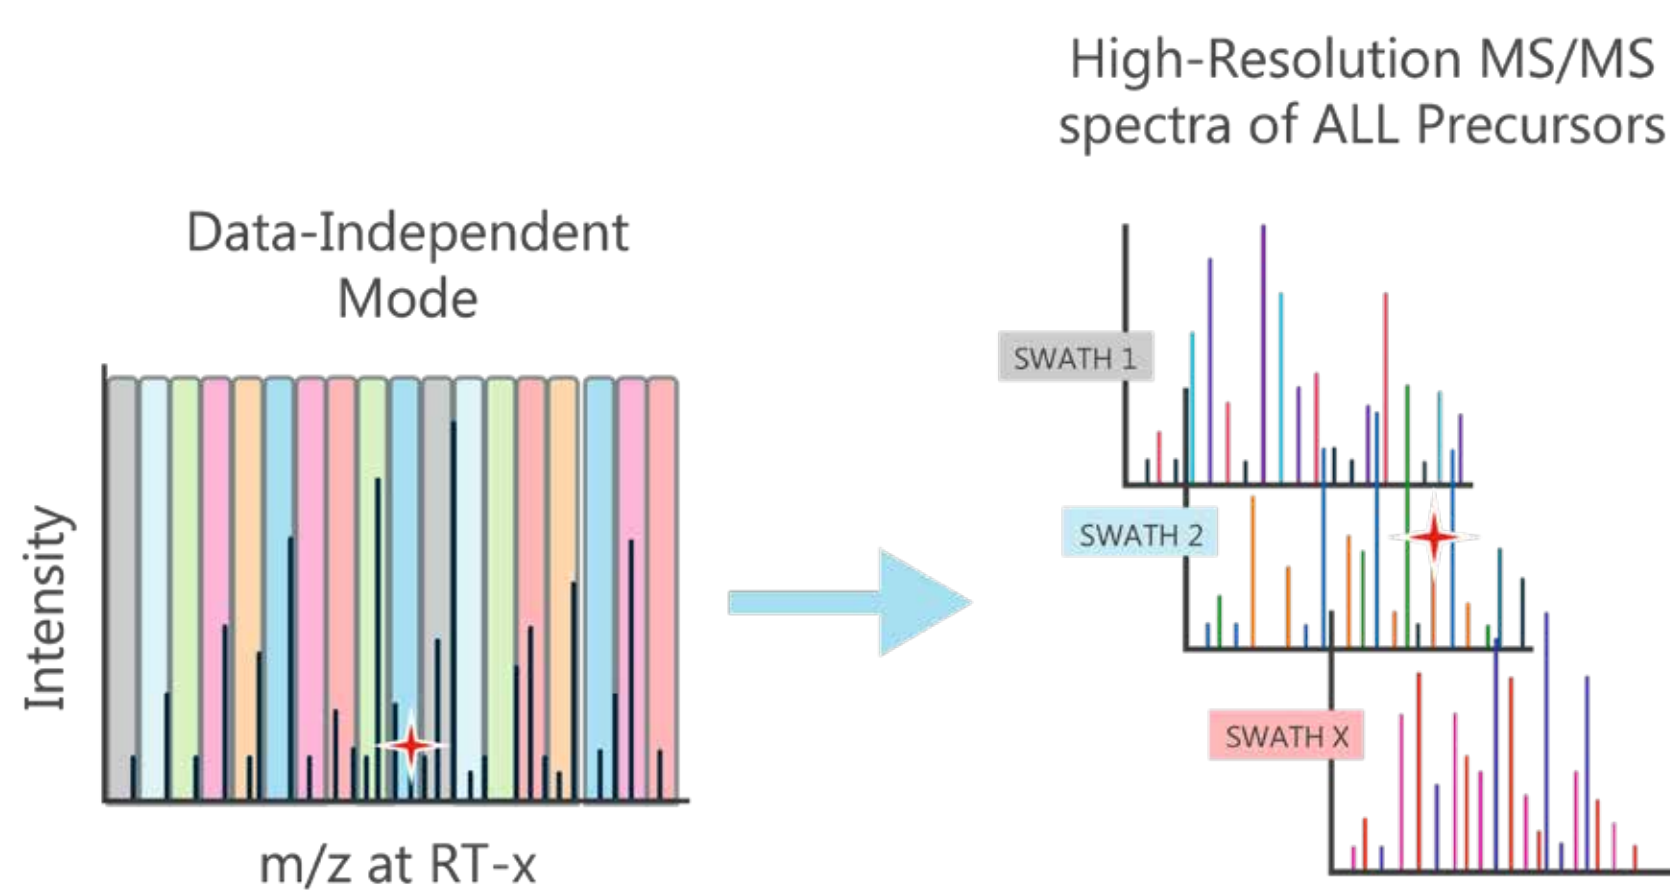 High-Resolution MS/MS
spectra of ALL Precursors
Data-Independent
Mode
Intensity
m/z at RT-x
SWATH 1
SWATH 2
SWATH X